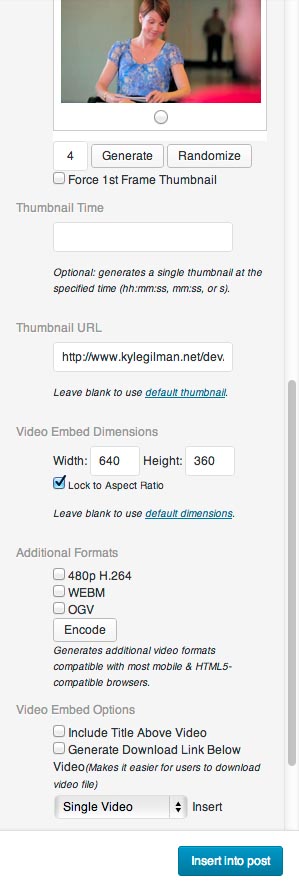 4 Generate Randomize
Force 1st Frame Thumbnail
Thumbnail Time
Optional: generates a single thumbnail at the
specified time (hh:mm:ss, mm:ss, or s).
Thumbnail URL
http://www.kylegilman.net/dev.
Leave blank to use default thumbnail.
Video Embed Dimensions
Width: 640 Height: 360
Lock to Aspect Ratio
Leave blank to use default dimensions.
Additional Formats
480p H.264
WEBM
OGV
Encode
Generates additional video formats
compatible with most mobile & HTML5-
compatible browsers.
Video Embed Options
Include Title Above Video
Generate Download Link Below
Video(Makes it easier for users to download
video file)
Single Video Insert
Insert into post